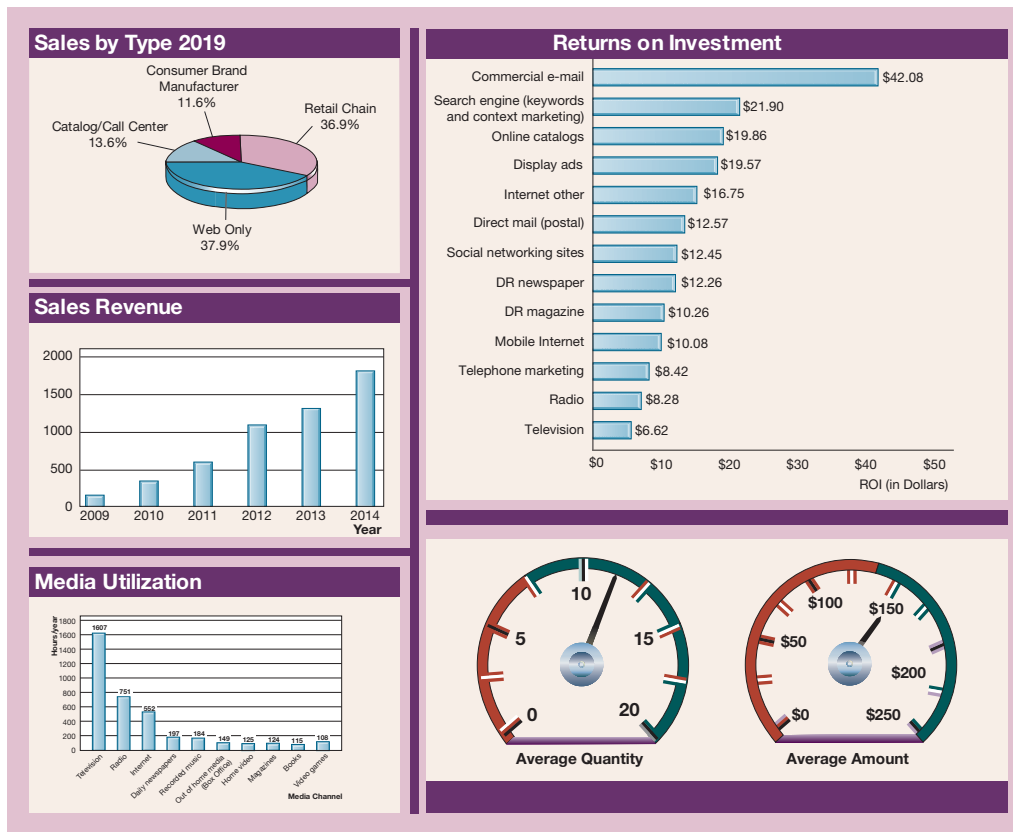 Sales by Type 2019
Consumer Brand
Manufacturer
11.6%
Retail Chain
36.9%
Catalog/Call Center
13.6%
Web Only
37.9%
Sales Revenue
2000
1500
1000
500
0
2009 2010 2011 2012 2013 2014
Year
Media Utilization
Hours/year
1800
1600
1400
1200
1000
800
600
400
200
0
1607
751
552
197
184
149
125
124
115
108
Television
Radio
Internet
Daily newspapers
Recorded music
Out of home media
(Box Office)
Home video
Magazines
Books
Video games
Media Channel
Returns on Investment
Commercial e-mail $42.08
Search engine (keywords
and context marketing) $21.90
Online catalogs $19.86
Display ads $19.57
Internet other $16.75
Direct mail (postal) $12.57
Social networking sites $12.45
DR newspaper $12.26
DR magazine $10.26
Mobile Internet $10.08
Telephone marketing $8.42
Radio $8.28
Television $6.62
$0 $10 $20 $30 $40 $50
ROI (in Dollars)
0
5
10
15
20
Average Quantity
$0
$50
$100
$150
$200
$250
Average Amount